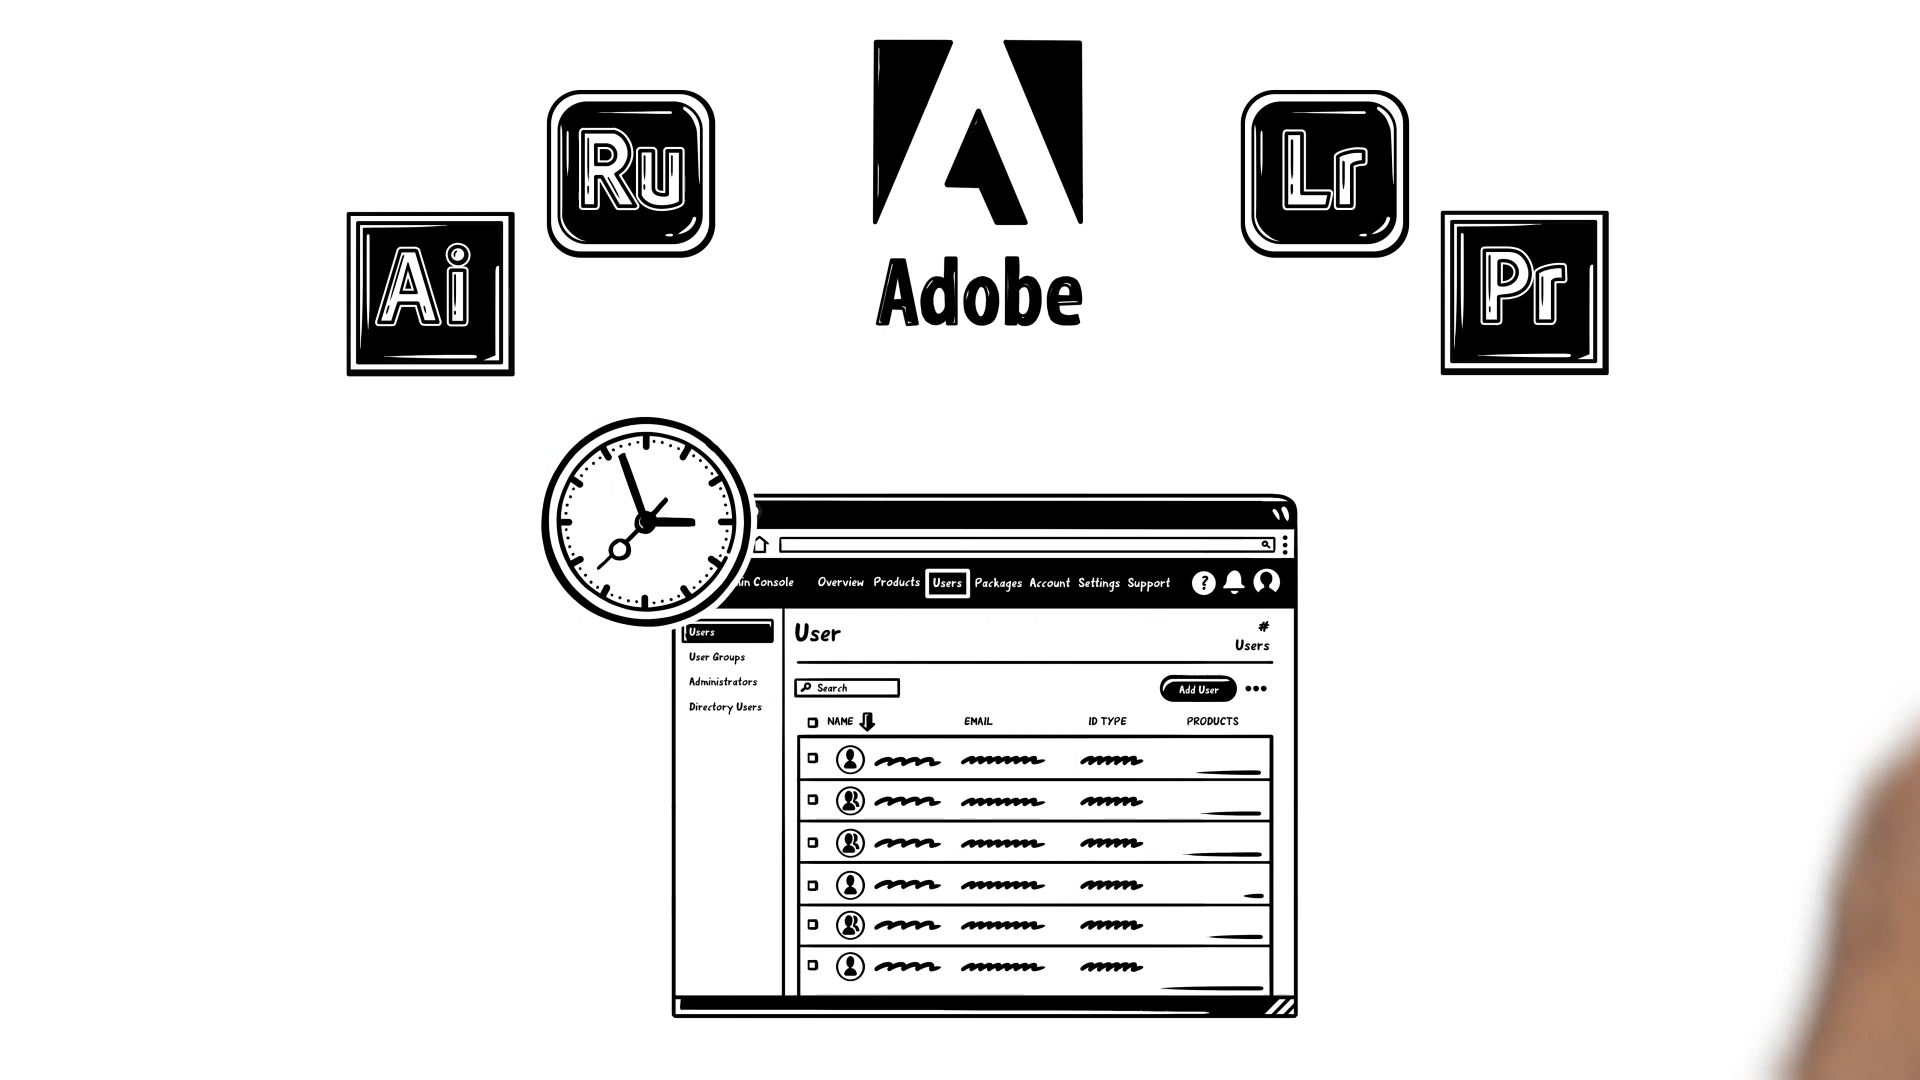 Ru
Lr
Ai
Pr
Adobe
Console
Overview Products Users Packages Account Settings Support ?
Users
User Groups
Administrators
Directory Users
User
#
Users
Search
Add User
NAME EMAIL ID TYPE PRODUCTS